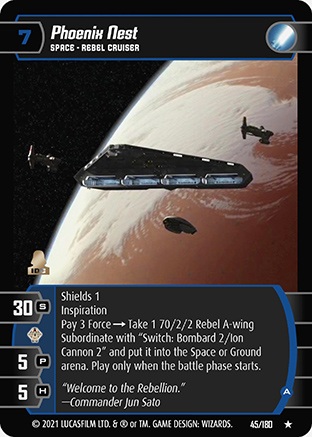 7 Phoenix Nest
SPACE - REBEL CRUISER
30 S
5 P
5 H
Shields 1
Inspiration
Pay 3 Force → Take 1 70/2/2 Rebel A-wing
Subordinate with "Switch: Bombard 2/Ion
Cannon 2" and put it into the Space or Ground
arena. Play only when the battle phase starts.
"Welcome to the Rebellion."
—Commander Jun Sato
A
© 2021 LUCASFILM LTD. & ® or TM. GAME DESIGN: WIZARDS. 45/180 ★